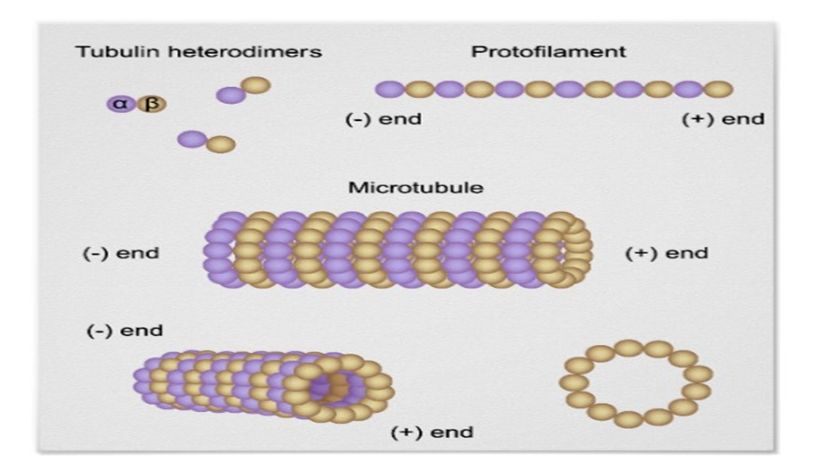 Tubulin heterodimers
Protofilament
α β
(-) end
(+) end
Microtubule
(-) end
(+) end
(-) end
(+) end